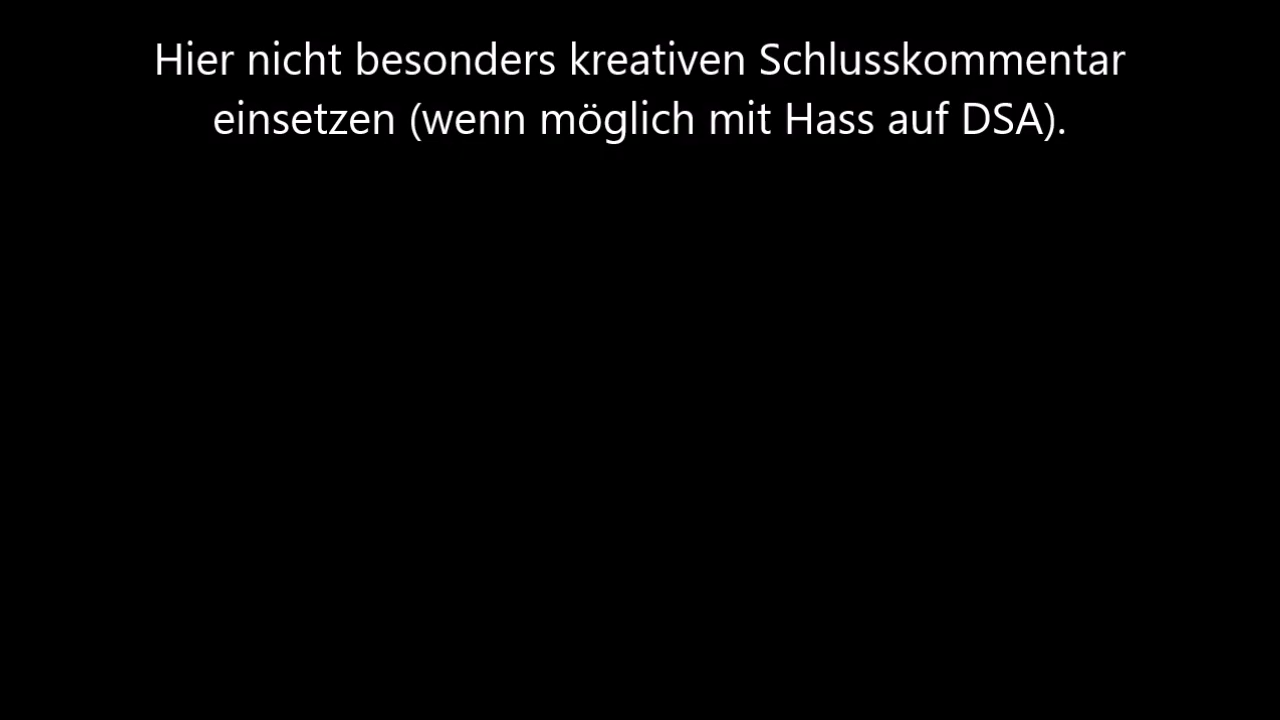 Hier nicht besonders kreativen Schlusskommentar
einsetzen (wenn möglich mit Hass auf DSA).